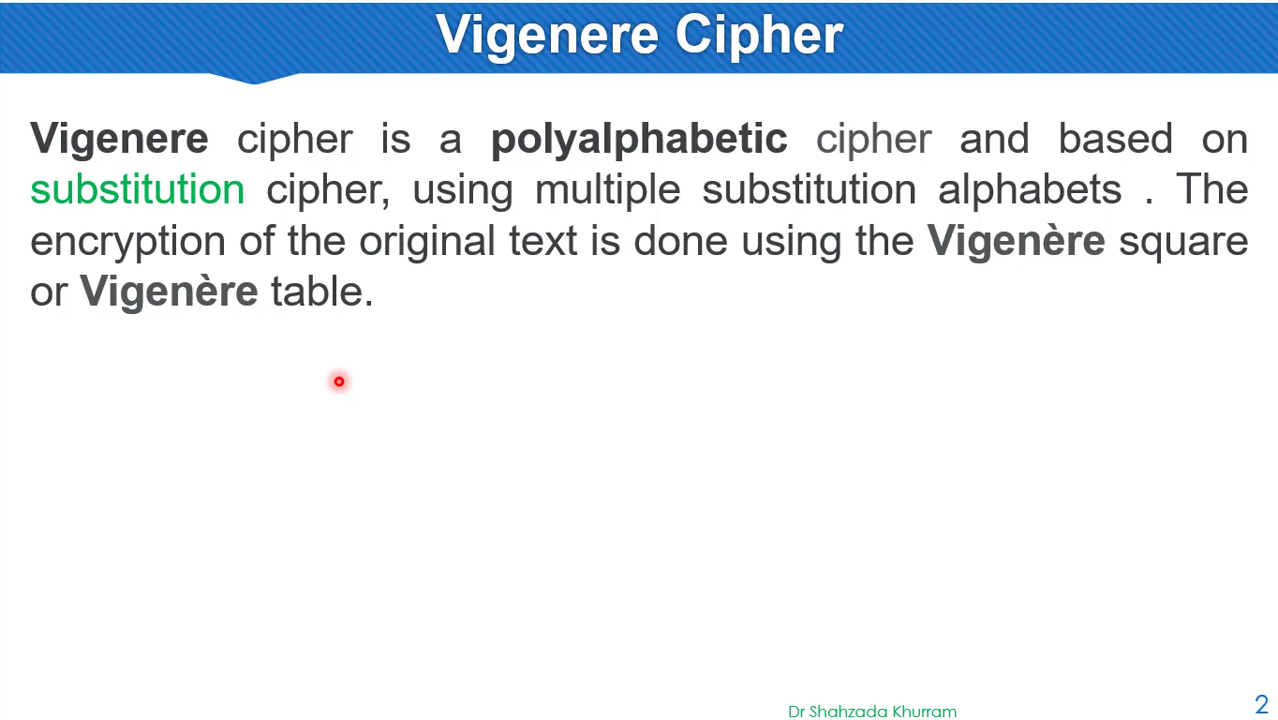 Vigenere Cipher
Vigenere cipher is a polyalphabetic cipher and based on
substitution cipher, using multiple substitution alphabets . The
encryption of the original text is done using the Vigenère square
or Vigenère table.
Dr Shahzada Khurram
2